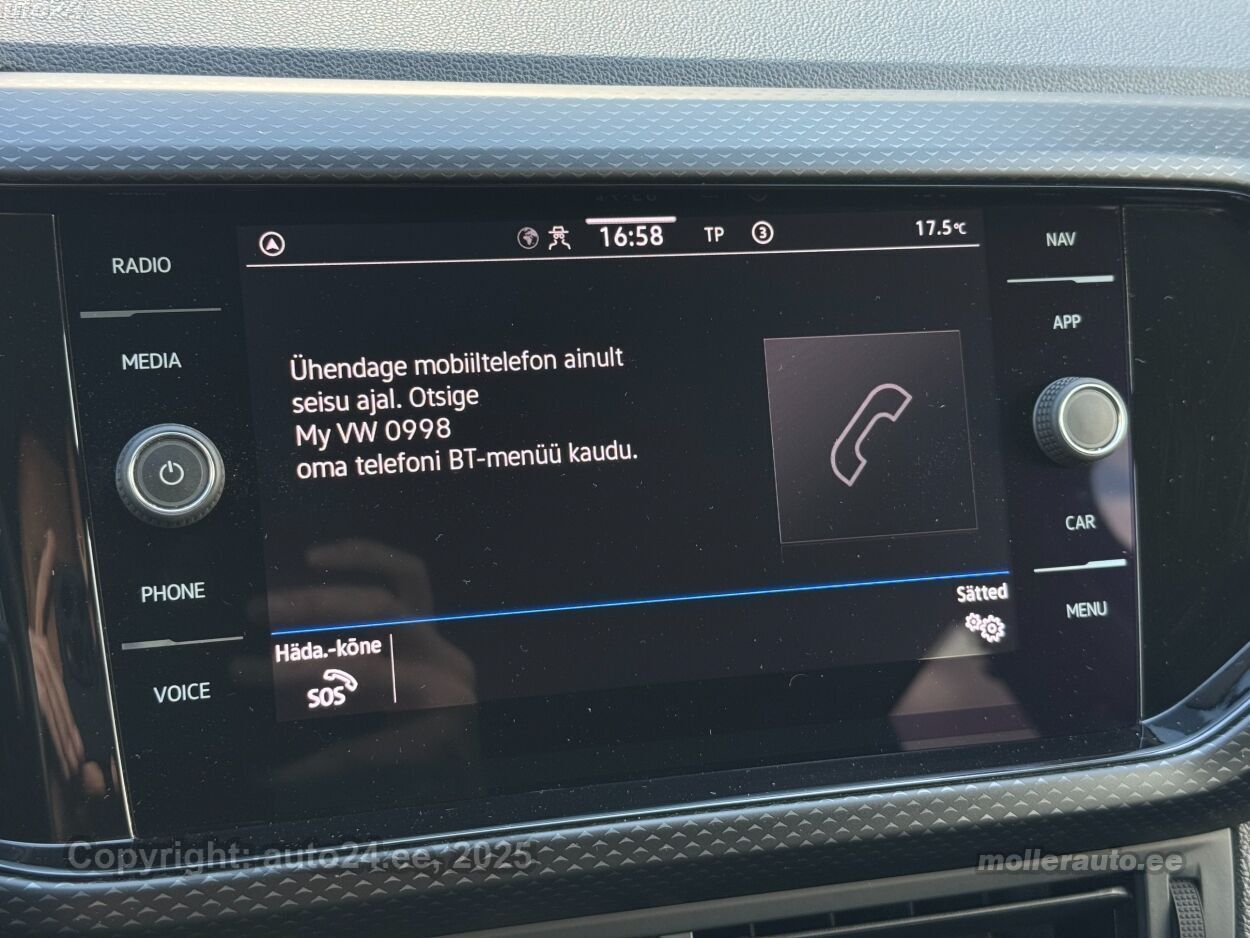 RADIO
MEDIA
PHONE
VOICE
16:58
TP
3
17.5°C
Ühendage mobiiltelefon ainult
seisu ajal. Otsige
My VW 0998
oma telefoni BT-menüü kaudu.
Häda.-kõne
SOS
Sätted
NAV
APP
CAR
MENU
Copyright: auto24.ee, 2025
mollerauto.ee